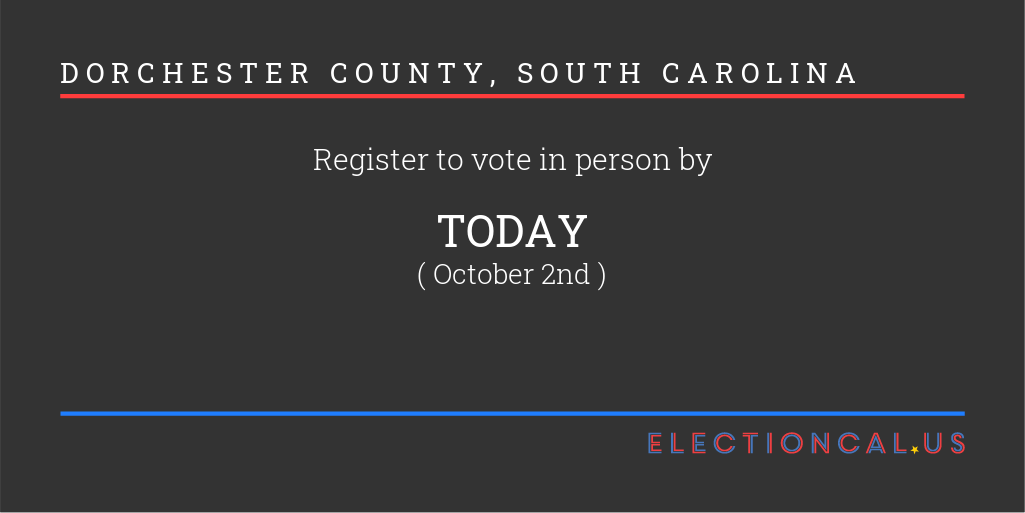 DORCHESTER COUNTY, SOUTH CAROLINA
Register to vote in person by
TODAY
( October 2nd )
ELECTIONCAL.US